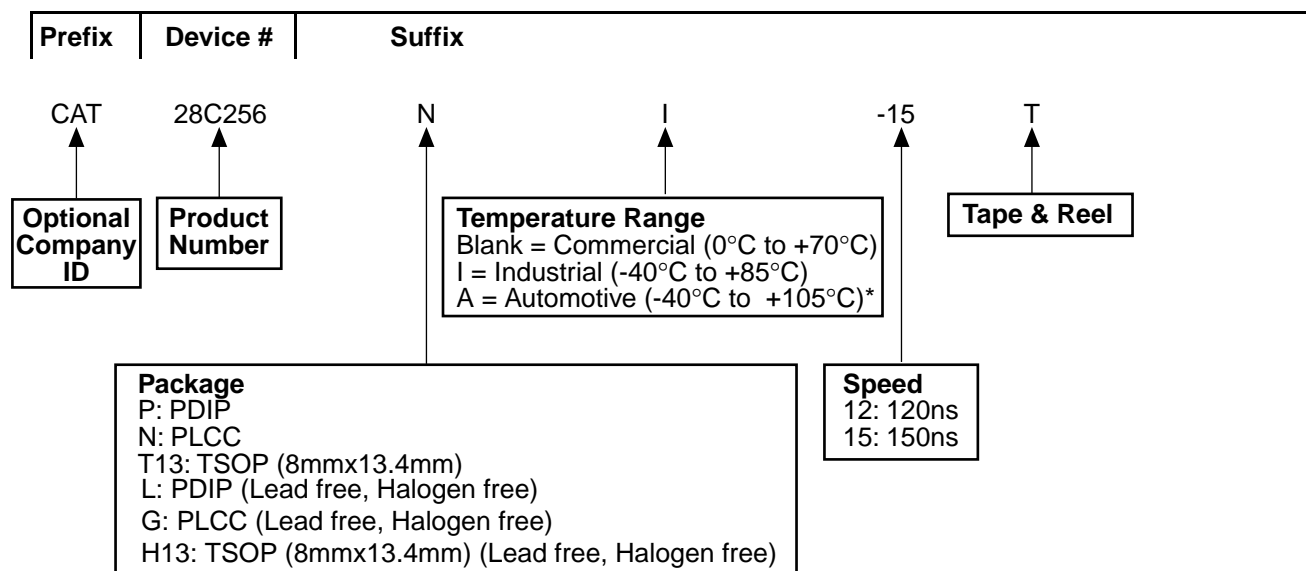 Prefix Device # Suffix
CAT 28C256 N I -15 T
Optional
Company
ID
Product
Number
Temperature Range
Blank = Commercial (0°C to +70°C)
I = Industrial (-40°C to +85°C)
A = Automotive (-40°C to +105°C)*
Tape & Reel
Package
P: PDIP
N: PLCC
T13: TSOP (8mmx13.4mm)
L: PDIP (Lead free, Halogen free)
G: PLCC (Lead free, Halogen free)
H13: TSOP (8mmx13.4mm) (Lead free, Halogen free)
Speed
12: 120ns
15: 150ns